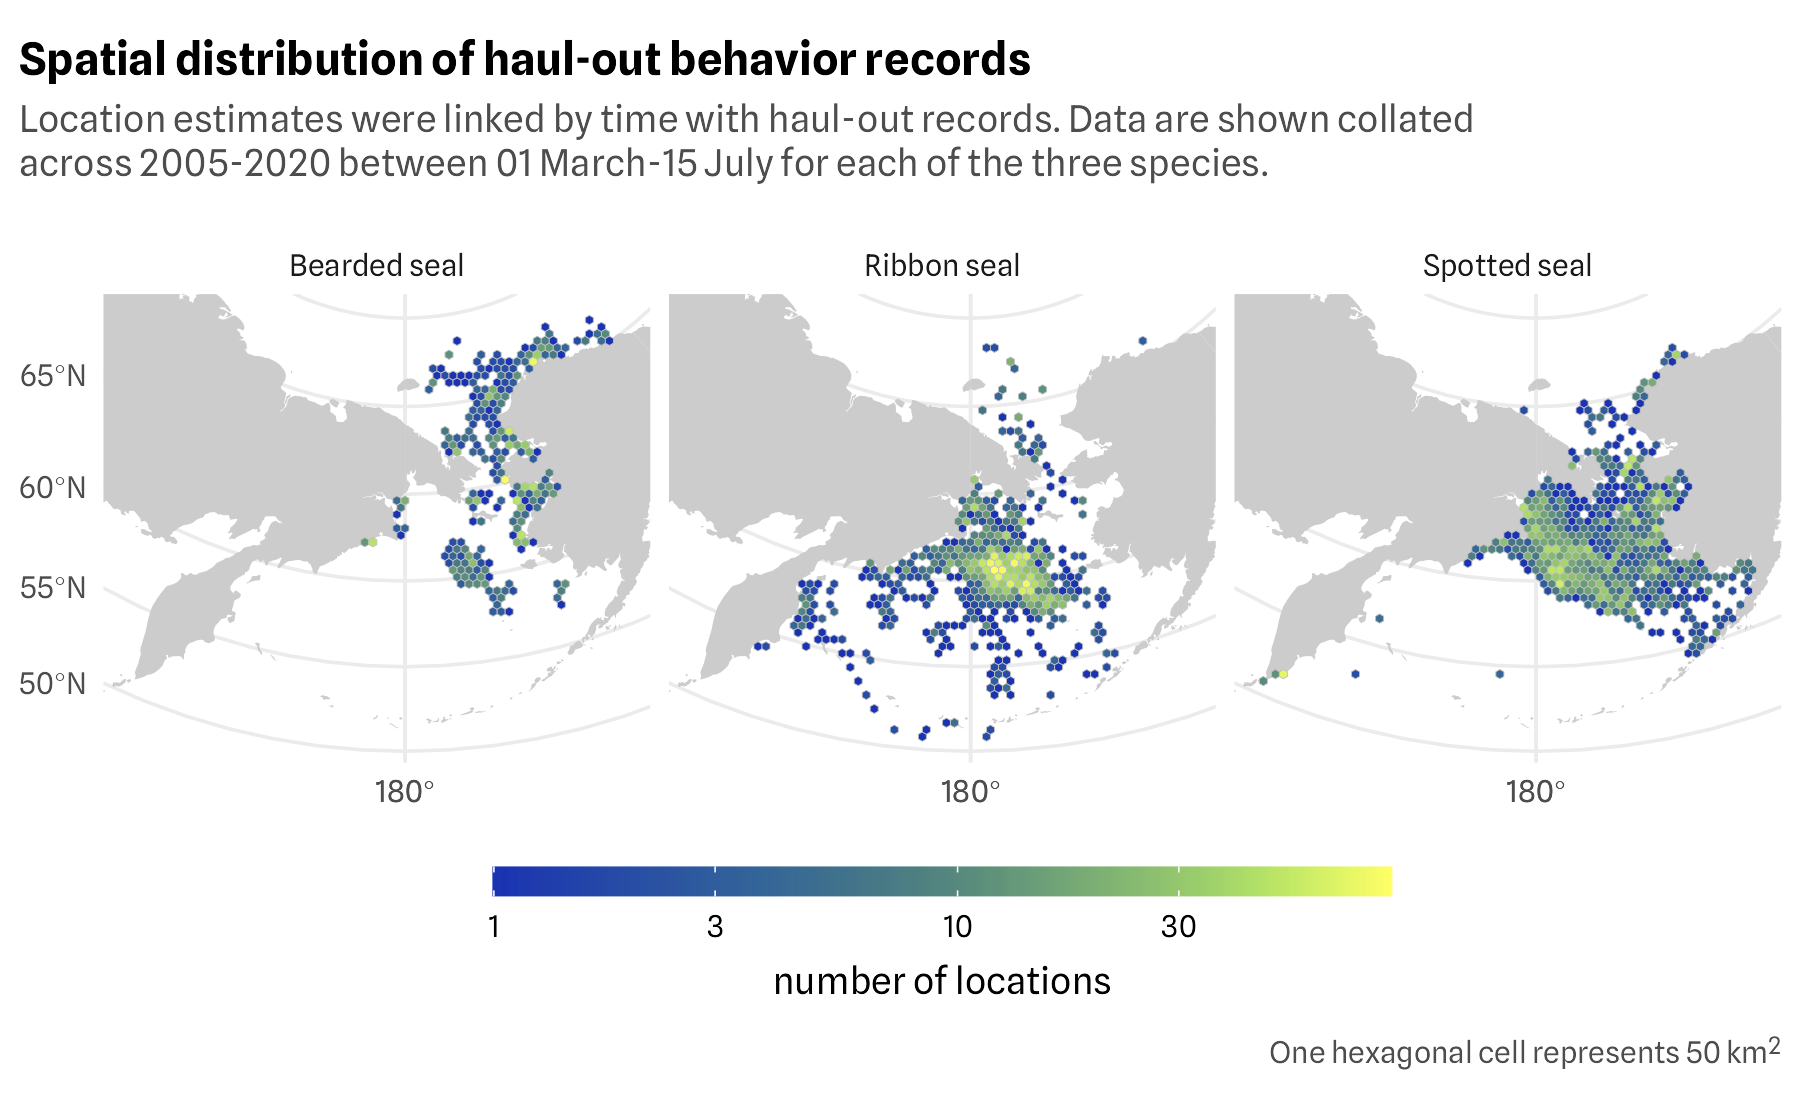 Spatial distribution of haul-out behavior records
Location estimates were linked by time with haul-out records. Data are shown collated
across 2005-2020 between 01 March-15 July for each of the three species.
Bearded seal
Ribbon seal
Spotted seal
65°N
60°N
55°N
50°N
180°
180°
180°
1
3
10
30
number of locations
One hexagonal cell represents 50 km²